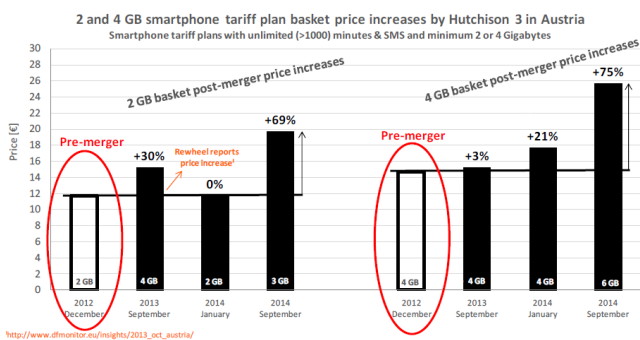 2 and 4 GB smartphone tariff plan basket price increases by Hutchison 3 in Austria
Smartphone tariff plans with unlimited (>1000) minutes & SMS and minimum 2 or 4 Gigabytes
Price [€]
30
28
26
24
22
20
18
16
14
12
10
8
6
4
2
0
2 GB basket post-merger price increases
Pre-merger
+30%
Rewheel reports
price increase¹
0%
+69%
2 GB
4 GB
2 GB
3 GB
2012
December
2013
September
2014
January
2014
September
4 GB basket post-merger price increases
Pre-merger
+3%
+21%
+75%
4 GB
4 GB
4 GB
6 GB
2012
December
2013
September
2014
January
2014
September
¹http://www.dfmonitor.eu/insights/2013_oct_austria/